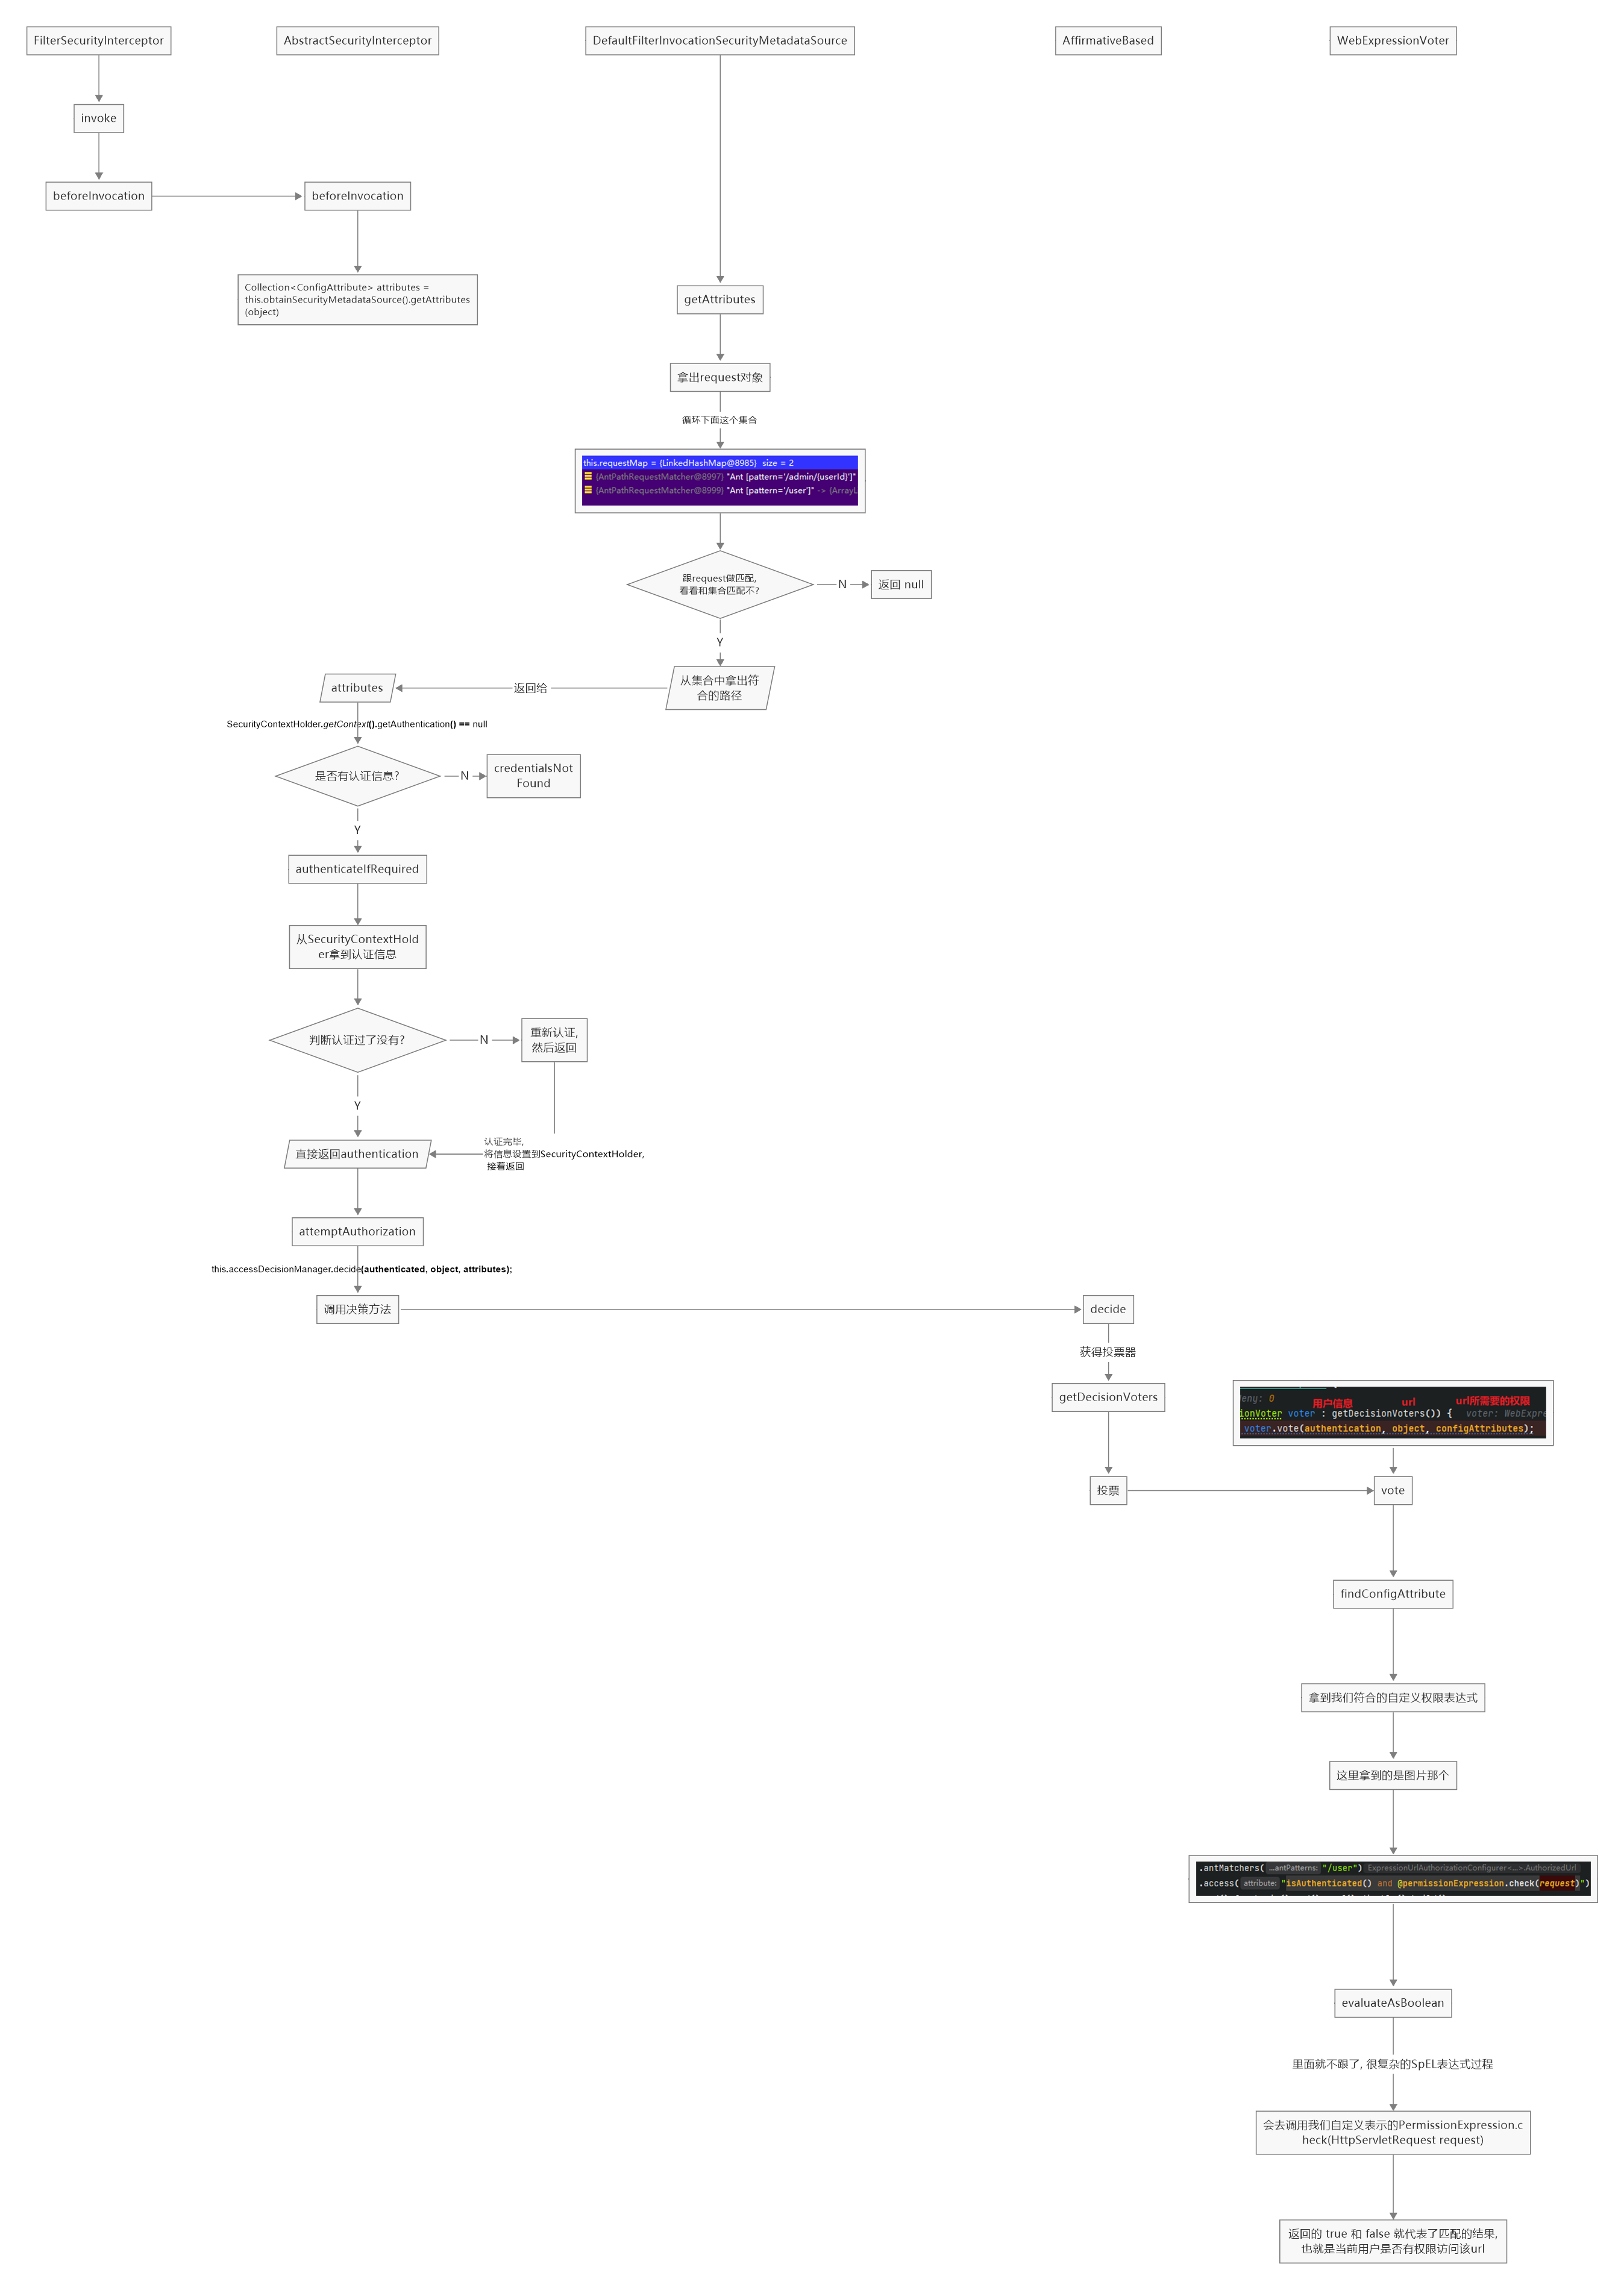 FilterSecurityInterceptor
AbstractSecurityInterceptor
DefaultFilterInvocationSecurityMetadataSource
AffirmativeBased
WebExpressionVoter
invoke
beforeInvocation
beforeInvocation
Collection<ConfigAttribute> attributes =
this.obtainSecurityMetadataSource().getAttributes
(object)
getAttributes
拿出request对象
循环下面这个集合
this.requestMap = {LinkedHashMap@8985} size = 2
{AntPathRequestMatcher@8997} "Ant [pattern='/admin/{userId}']"
{AntPathRequestMatcher@8999} "Ant [pattern='/user']" -> {ArrayL
跟request做匹配,
看看和集合匹配不?
N
返回 null
Y
从集合中拿出符
合的路径
返回给
attributes
SecurityContextHolder.getContext().getAuthentication() == null
是否有认证信息?
N
credentialsNot
Found
Y
authenticateIfRequired
从SecurityContextHold
er拿到认证信息
判断认证过了没有?
N
重新认证,
然后返回
Y
认证完毕,
将信息设置到SecurityContextHolder,
接着返回
直接返回authentication
attemptAuthorization
this.accessDecisionManager.decide(authenticated, object, attributes);
调用决策方法
decide
获得投票器
getDecisionVoters
eny: 0
用户信息 url url所需要的权限
ionVoter voter : getDecisionVoters()) { voter: WebExpre
voter.vote(authentication, object, configAttributes);
投票
vote
findConfigAttribute
拿到我们符合的自定义权限表达式
这里拿到的是图片那个
.antMatchers( ...antPatterns: "/user") ExpressionUrlAuthorizationConfigurer<...>.AuthorizedUrl
.access( attribute: "isAuthenticated() and @permissionExpression.check(request)")
evaluateAsBoolean
里面就不跟了, 很复杂的SpEL表达式过程
会去调用我们自定义表示的PermissionExpression.c
heck(HttpServletRequest request)
返回的 true 和 false 就代表了匹配的结果,
也就是当前用户是否有权限访问该url